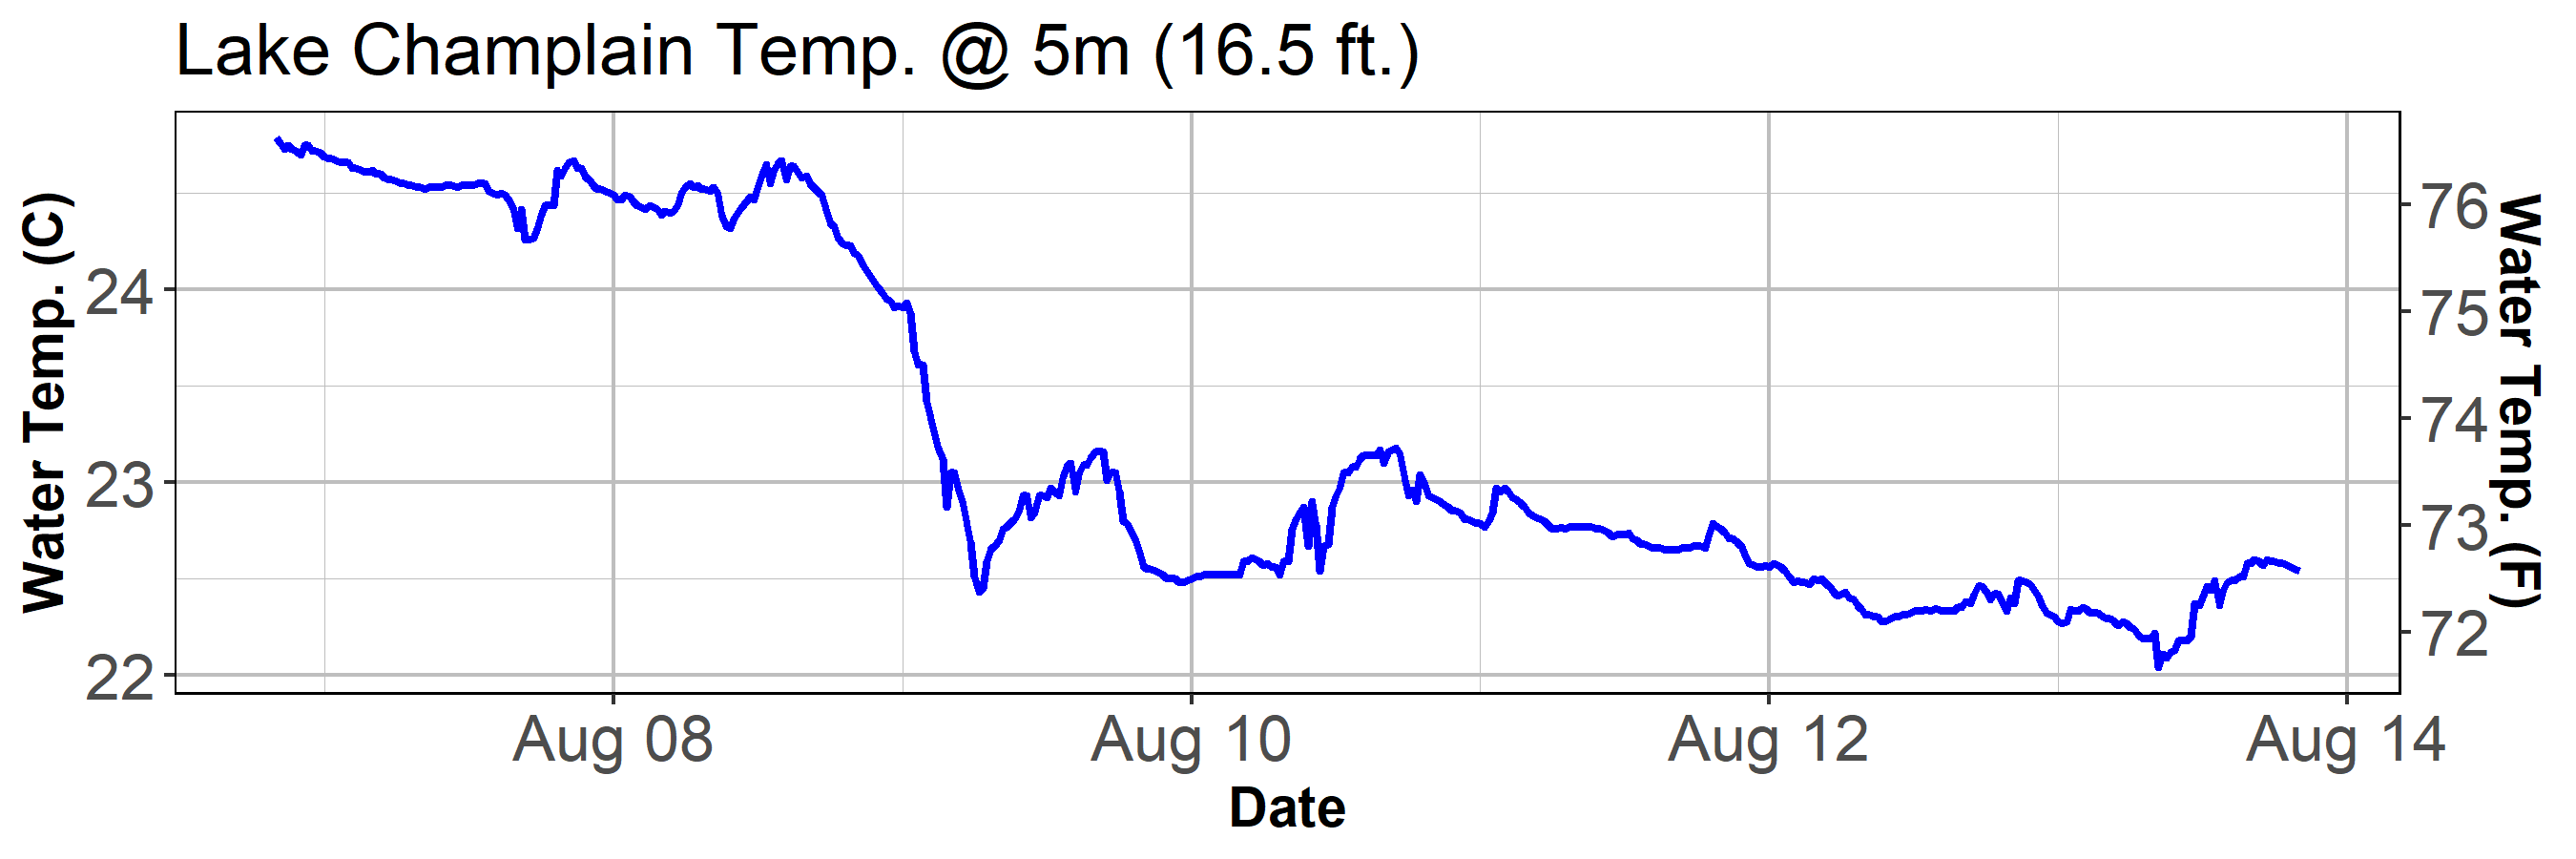 Lake Champlain Temp. @ 5m (16.5 ft.)
Water Temp. (C)
24
23
22
76
75
74
73
72
Water Temp. (F)
Aug 08
Aug 10
Aug 12
Aug 14
Date